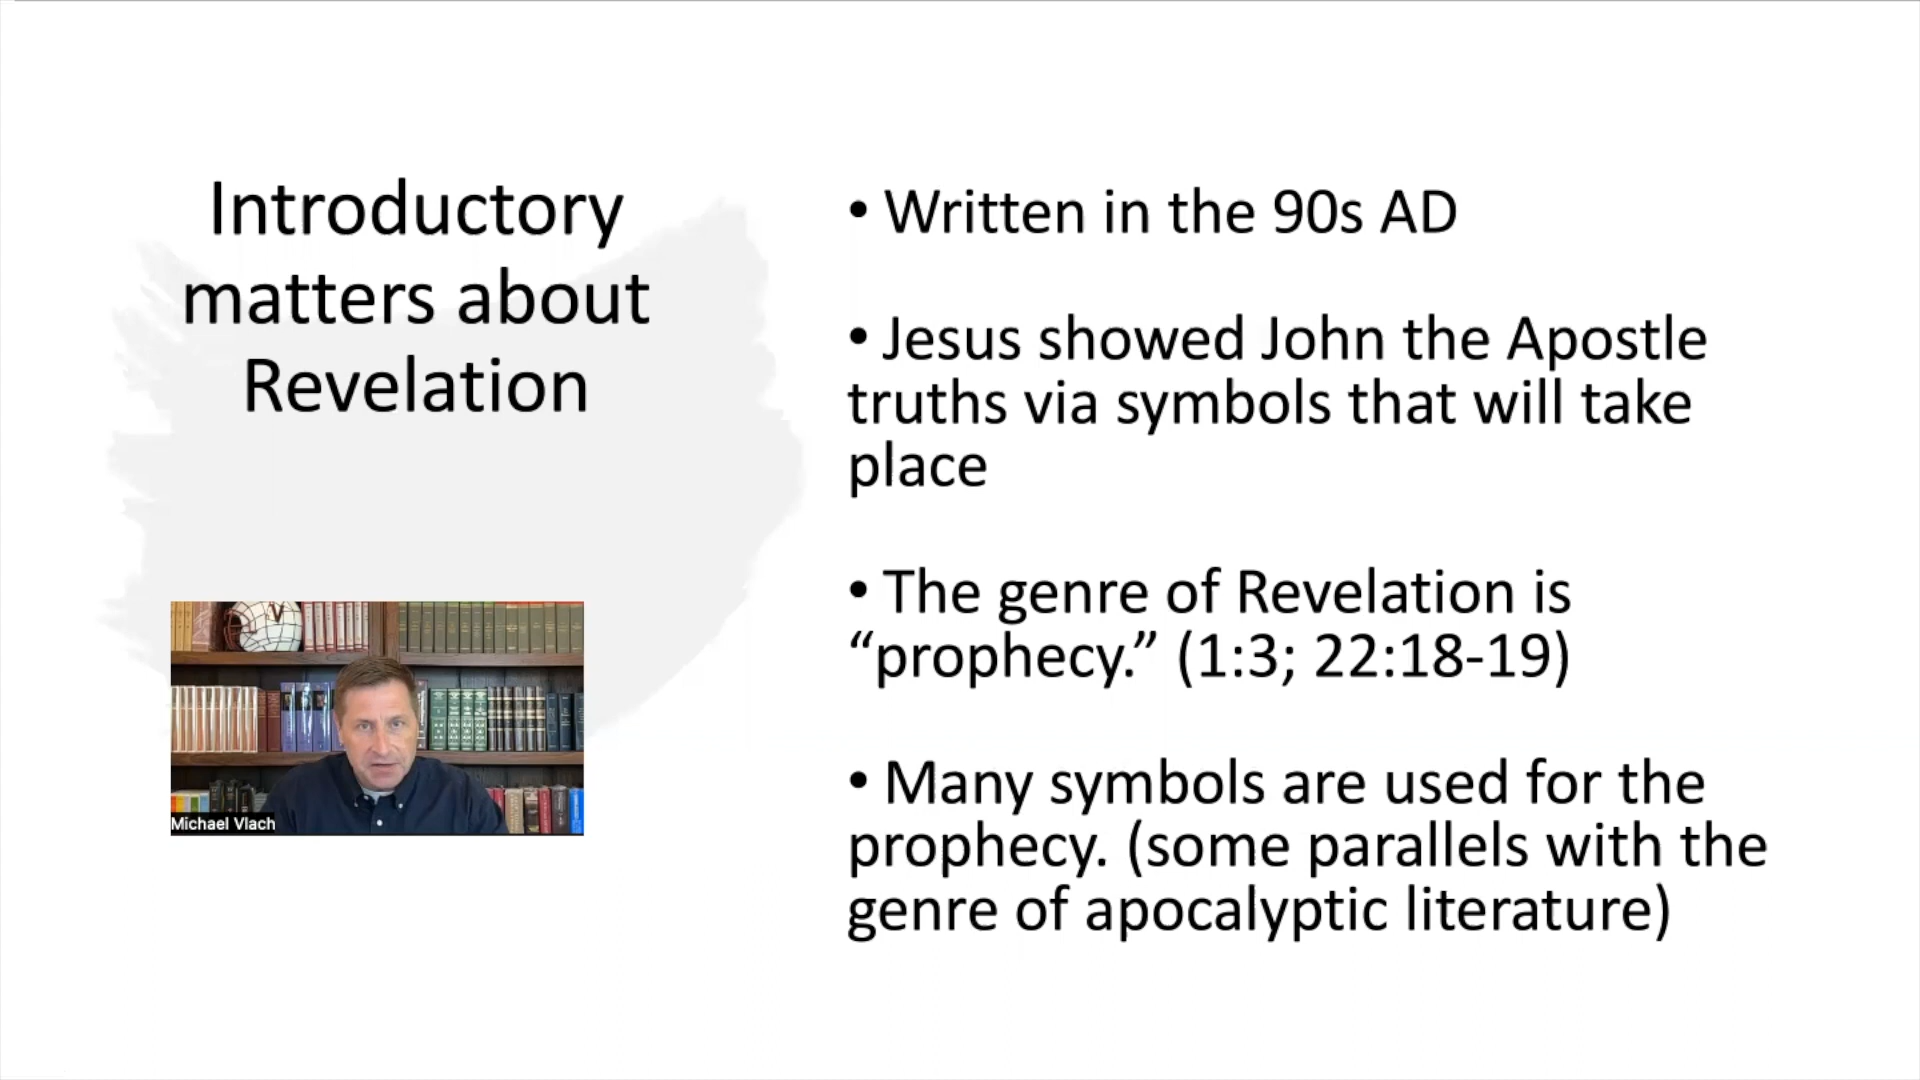 Introductory
matters about
Revelation
• Written in the 90s AD
• Jesus showed John the Apostle
truths via symbols that will take
place
• The genre of Revelation is
“prophecy.” (1:3; 22:18-19)
• Many symbols are used for the
prophecy. (some parallels with the
genre of apocalyptic literature)
Michael Vlach